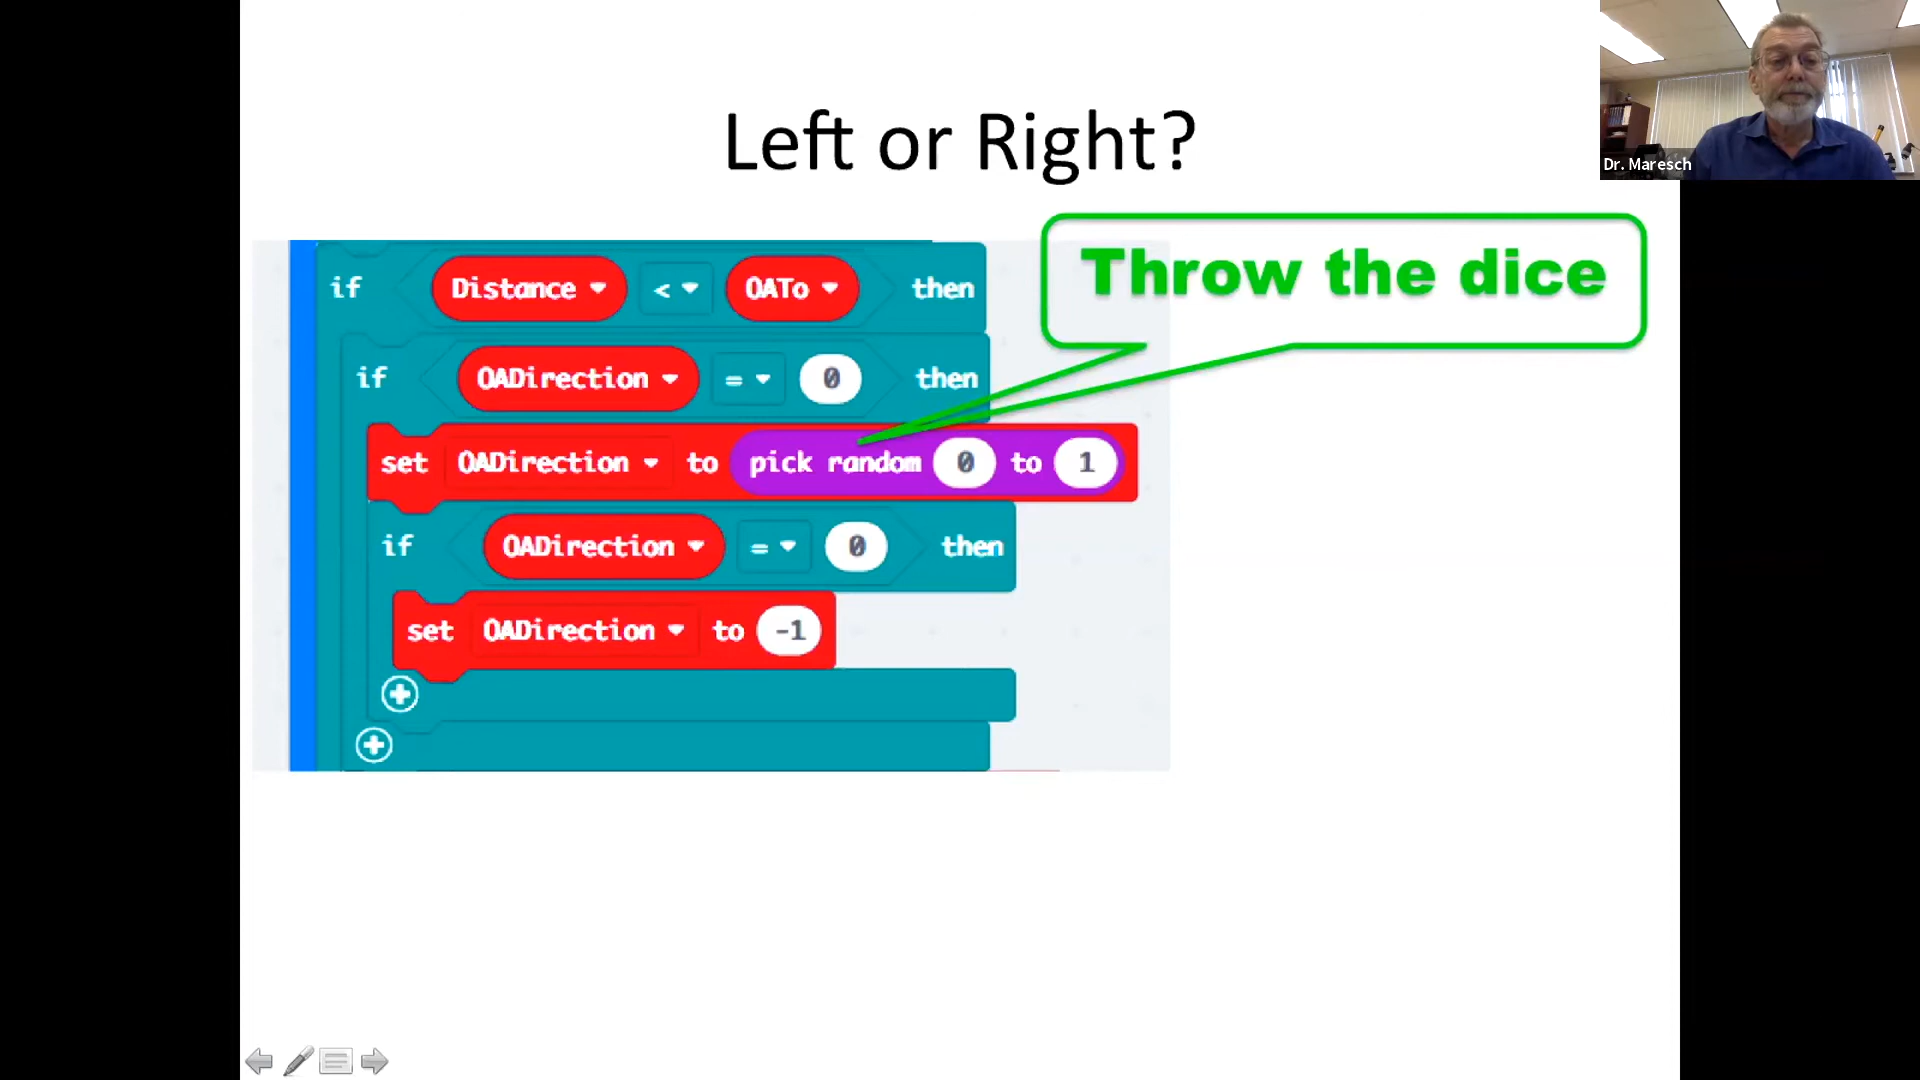 Left or Right?
Dr. Maresch
Throw the dice
if Distance < OATo then
if OADirection = 0 then
set OADirection to pick random 0 to 1
if OADirection = 0 then
set OADirection to -1